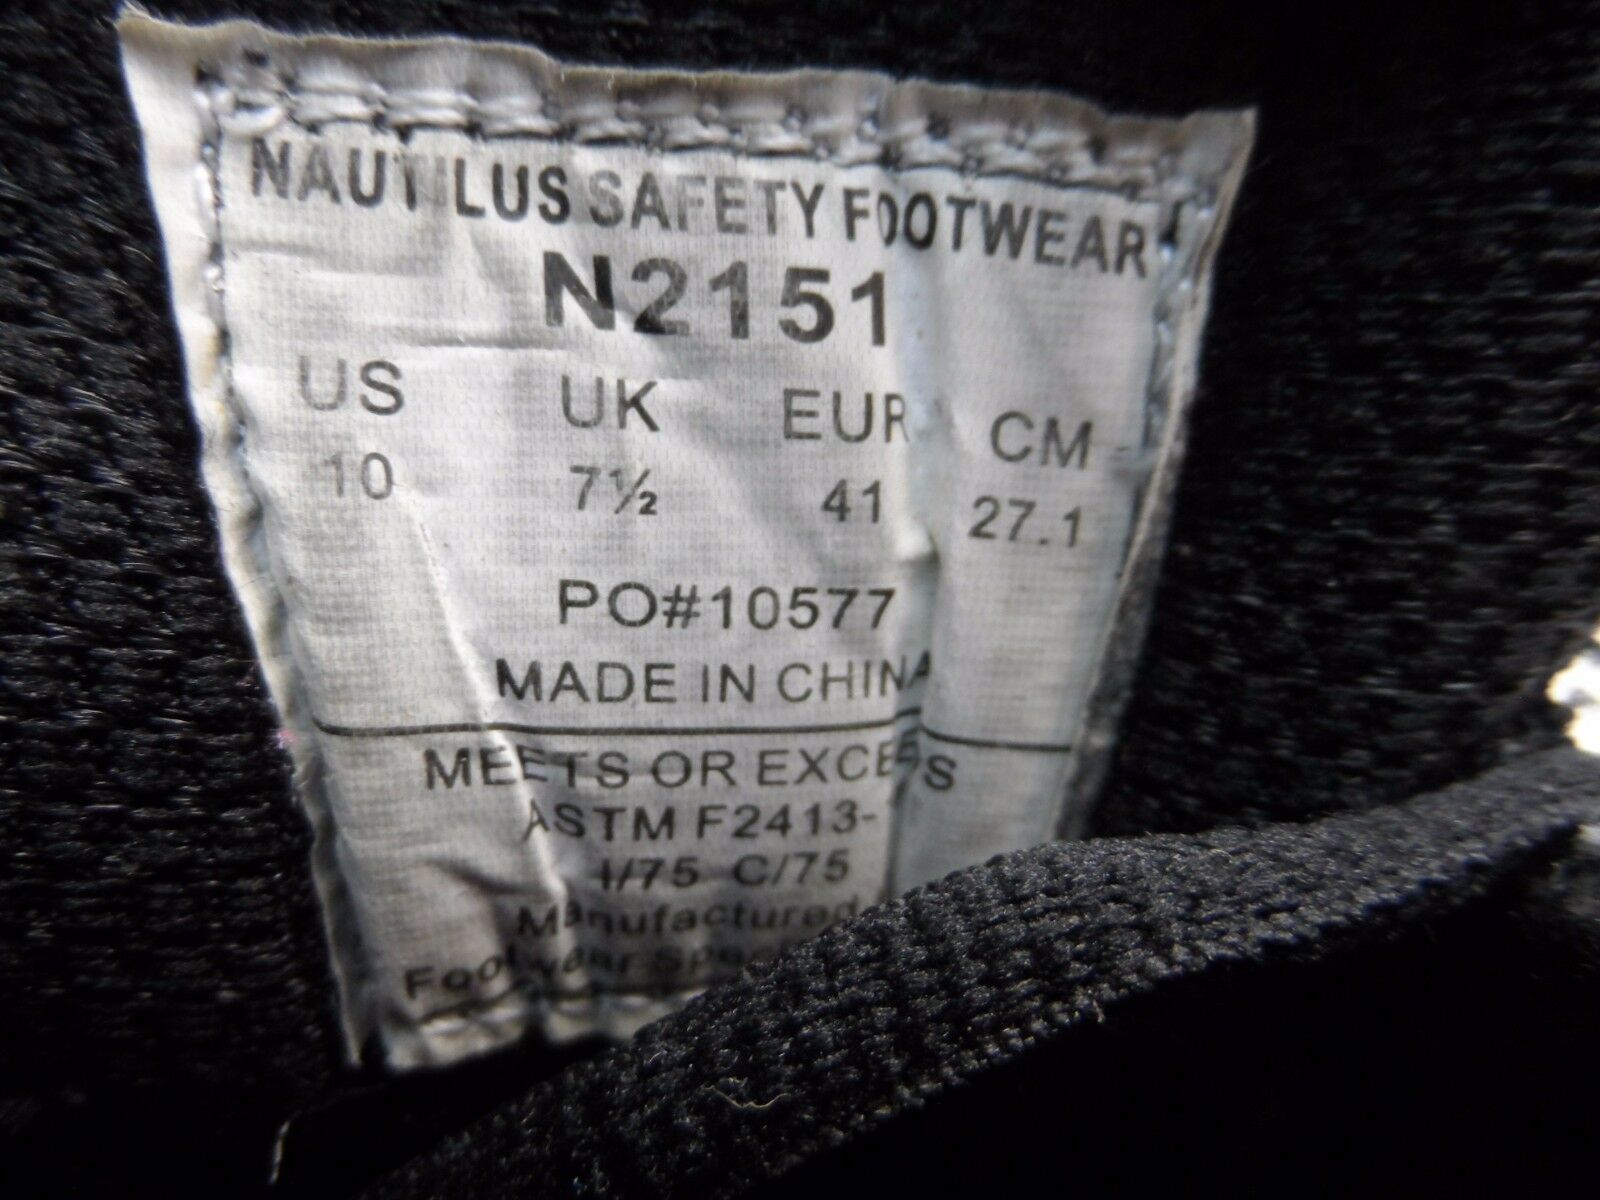 NAUTILUS SAFETY FOOTWEAR
N2151
US UK EUR CM
10 7½ 41 27.1
PO#10577
MADE IN CHINA
MEETS OR EXCEEDS
ASTM F2413-
I/75 C/75
Manufactured
Footwear